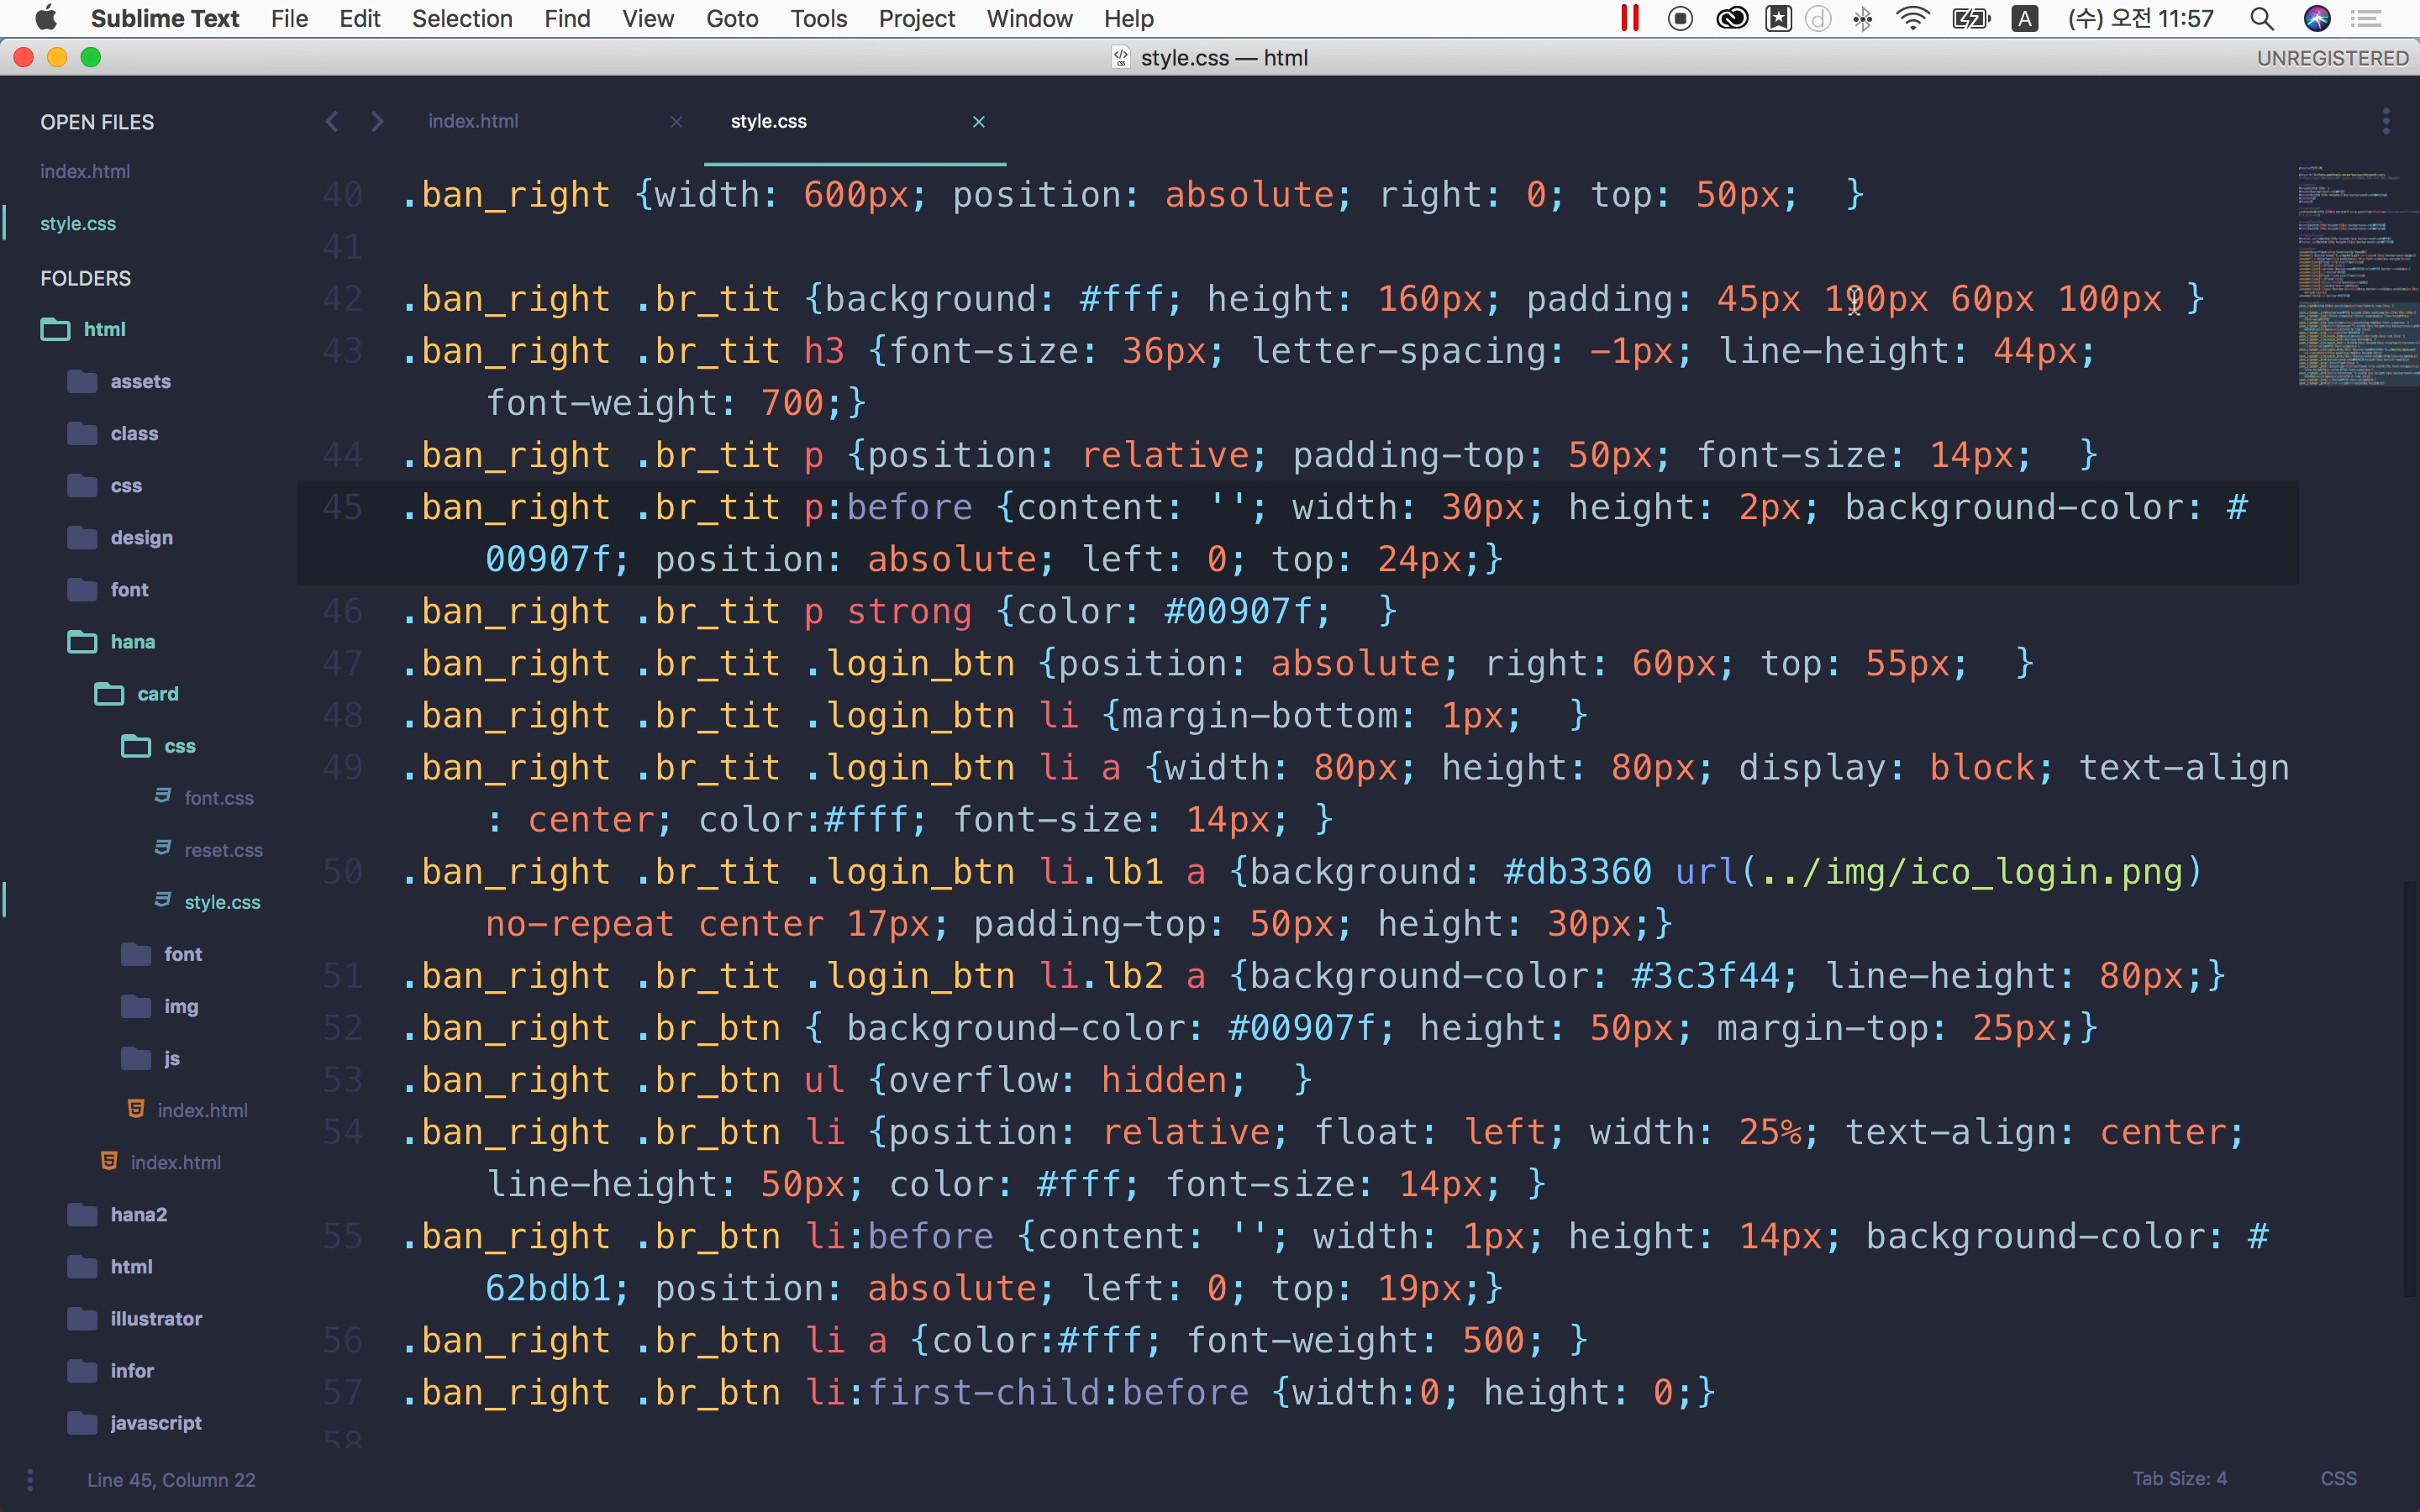 Sublime Text File Edit Selection Find View Goto Tools Project Window Help (수) 오전 11:57
style.css — html UNREGISTERED
OPEN FILES
index.html
style.css
FOLDERS
html
assets
class
css
design
font
hana
card
css
font.css
reset.css
style.css
font
img
js
index.html
index.html
hana2
html
illustrator
infor
javascript
index.html style.css
40 .ban_right {width: 600px; position: absolute; right: 0; top: 50px;  }
41
42 .ban_right .br_tit {background: #fff; height: 160px; padding: 45px 190px 60px 100px }
43 .ban_right .br_tit h3 {font-size: 36px; letter-spacing: -1px; line-height: 44px;
font-weight: 700;}
44 .ban_right .br_tit p {position: relative; padding-top: 50px; font-size: 14px;  }
45 .ban_right .br_tit p:before {content: ''; width: 30px; height: 2px; background-color: #
00907f; position: absolute; left: 0; top: 24px;}
46 .ban_right .br_tit p strong {color: #00907f;  }
47 .ban_right .br_tit .login_btn {position: absolute; right: 60px; top: 55px;  }
48 .ban_right .br_tit .login_btn li {margin-bottom: 1px;  }
49 .ban_right .br_tit .login_btn li a {width: 80px; height: 80px; display: block; text-align
: center; color:#fff; font-size: 14px; }
50 .ban_right .br_tit .login_btn li.lb1 a {background: #db3360 url(../img/ico_login.png)
no-repeat center 17px; padding-top: 50px; height: 30px;}
51 .ban_right .br_tit .login_btn li.lb2 a {background-color: #3c3f44; line-height: 80px;}
52 .ban_right .br_btn { background-color: #00907f; height: 50px; margin-top: 25px;}
53 .ban_right .br_btn ul {overflow: hidden;  }
54 .ban_right .br_btn li {position: relative; float: left; width: 25%; text-align: center;
line-height: 50px; color: #fff; font-size: 14px; }
55 .ban_right .br_btn li:before {content: ''; width: 1px; height: 14px; background-color: #
62bdb1; position: absolute; left: 0; top: 19px;}
56 .ban_right .br_btn li a {color:#fff; font-weight: 500; }
57 .ban_right .br_btn li:first-child:before {width:0; height: 0;}
58
Line 45, Column 22 Tab Size: 4 CSS